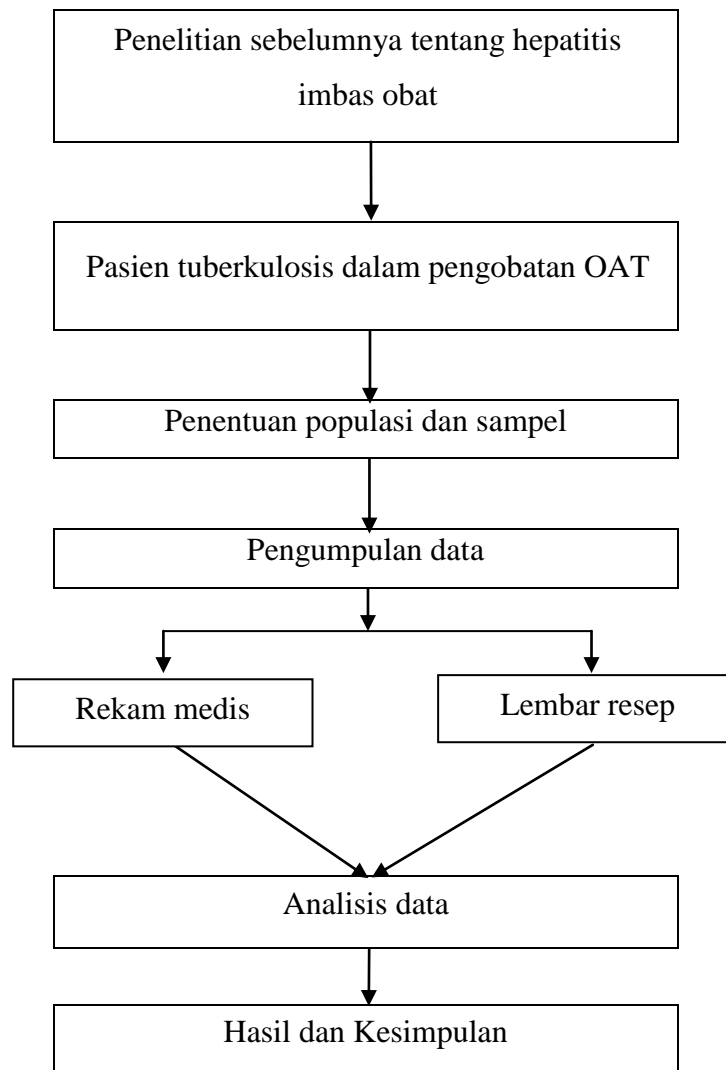 Penelitian sebelumnya tentang hepatitis
imbas obat
Pasien tuberkulosis dalam pengobatan OAT
Penentuan populasi dan sampel
Pengumpulan data
Rekam medis
Lembar resep
Analisis data
Hasil dan Kesimpulan